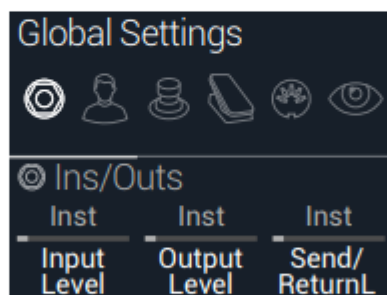 Global Settings
Ins/Outs
Inst Inst Inst
Input Output Send/
Level Level ReturnL